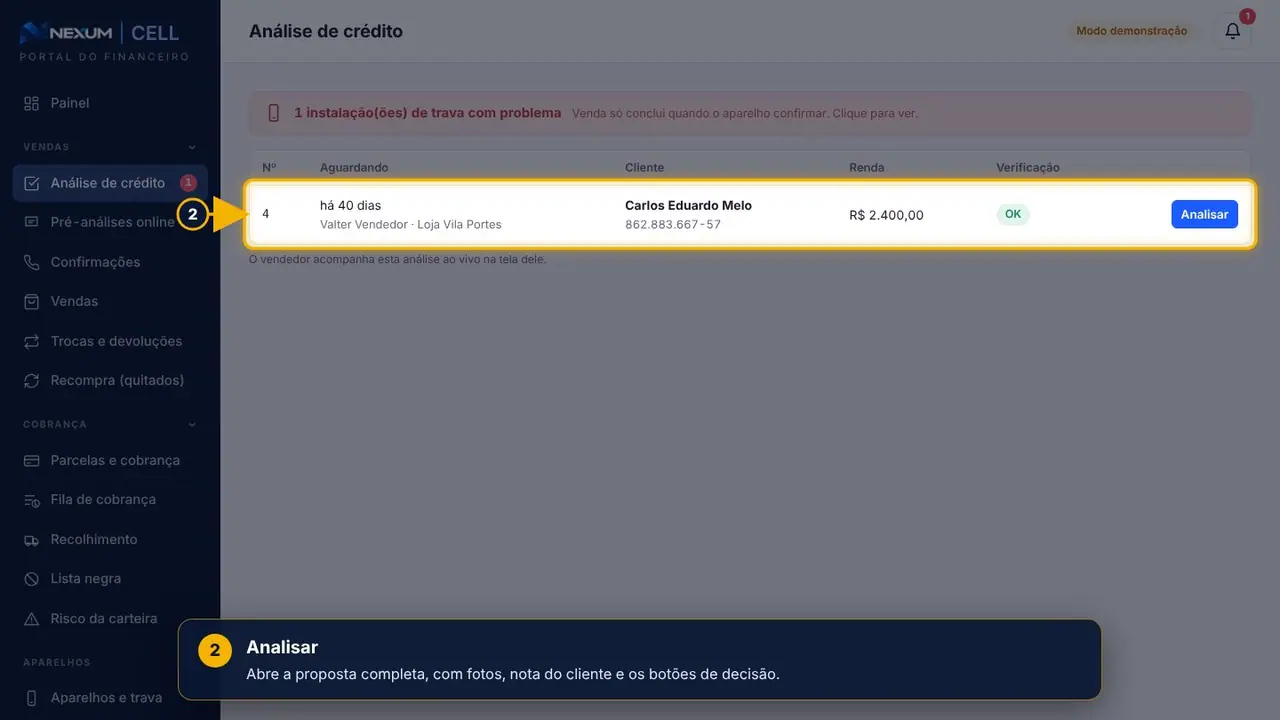 NEXUM | CELL
PORTAL DO FINANCEIRO
Painel
VENDAS
Análise de crédito 1
Pré-análises online
Confirmações
Vendas
Trocas e devoluções
Recompra (quitados)
COBRANÇA
Parcelas e cobrança
Fila de cobrança
Recolhimento
Lista negra
Risco da carteira
APARELHOS
Aparelhos e trava
Análise de crédito
Modo demonstração
1
1 instalação(ões) de trava com problema Venda só conclui quando o aparelho confirmar. Clique para ver.
Nº Aguardando Cliente Renda Verificação
2
4
há 40 dias
Valter Vendedor · Loja Vila Portes
Carlos Eduardo Melo
862.883.667-57
R$ 2.400,00
OK
Analisar
O vendedor acompanha esta análise ao vivo na tela dele.
2
Analisar
Abre a proposta completa, com fotos, nota do cliente e os botões de decisão.